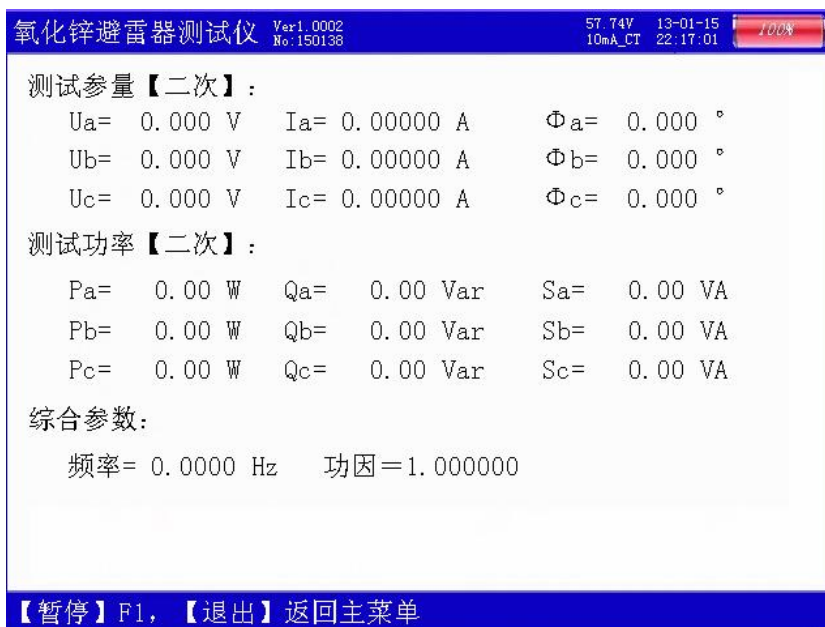 氧化锌避雷器测试仪 Ver1.0002 No:150138 57.74V 10mA_CT 13-01-15 22:17:01 100%
测试参量【二次】:
Ua= 0.000 V Ia= 0.00000 A Φa= 0.000 °
Ub= 0.000 V Ib= 0.00000 A Φb= 0.000 °
Uc= 0.000 V Ic= 0.00000 A Φc= 0.000 °
测试功率【二次】:
Pa= 0.00 W Qa= 0.00 Var Sa= 0.00 VA
Pb= 0.00 W Qb= 0.00 Var Sb= 0.00 VA
Pc= 0.00 W Qc= 0.00 Var Sc= 0.00 VA
综合参数:
频率= 0.0000 Hz 功因=1.000000
【暂停】F1, 【退出】返回主菜单